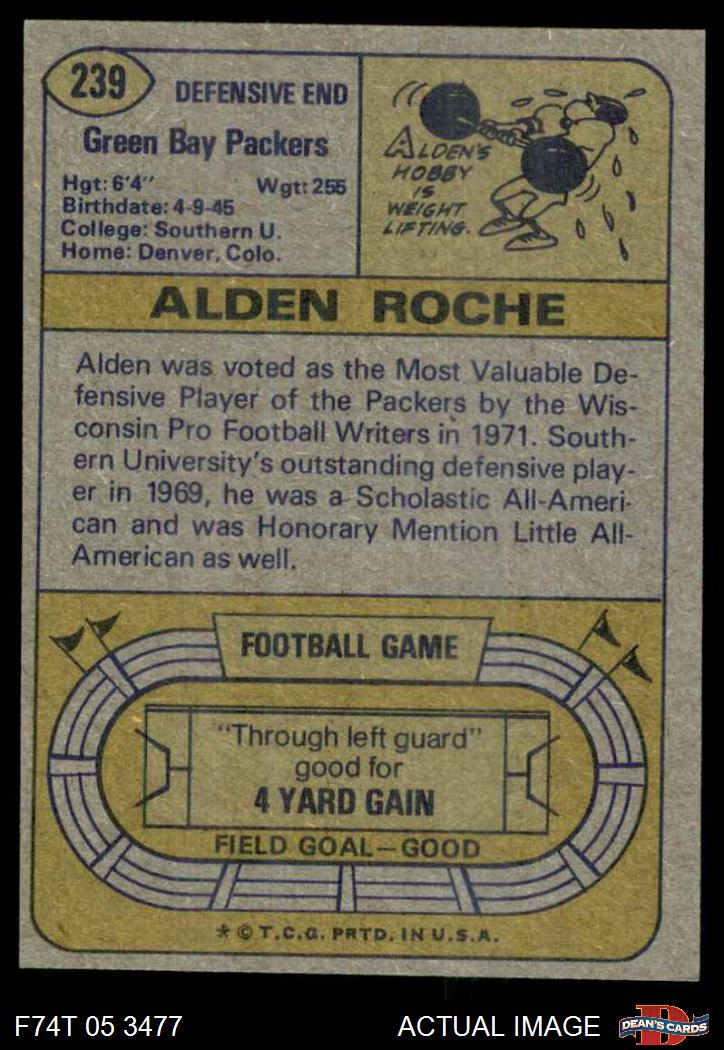 239
DEFENSIVE END
Green Bay Packers
Hgt: 6'4" Wgt: 255
Birthdate: 4-9-45
College: Southern U.
Home: Denver, Colo.
ALDEN'S
HOBBY
IS
WEIGHT
LIFTING.
ALDEN ROCHE
Alden was voted as the Most Valuable De-
fensive Player of the Packers by the Wis-
consin Pro Football Writers in 1971. South-
ern University's outstanding defensive play-
er in 1969, he was a Scholastic All-Ameri-
can and was Honorary Mention Little All-
American as well.
FOOTBALL GAME
"Through left guard"
good for
4 YARD GAIN
FIELD GOAL—GOOD
* © T.C.G. PRTD. IN U.S.A.
F74T 05 3477 ACTUAL IMAGE
D
DEAN'S CARDS